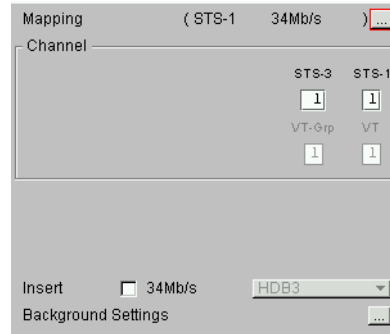 Mapping ( STS-1 34Mb/s ) ...
Channel
STS-3 STS-1
1 1
VT-Grp VT
1 1
Insert 34Mb/s HDB3
Background Settings ...